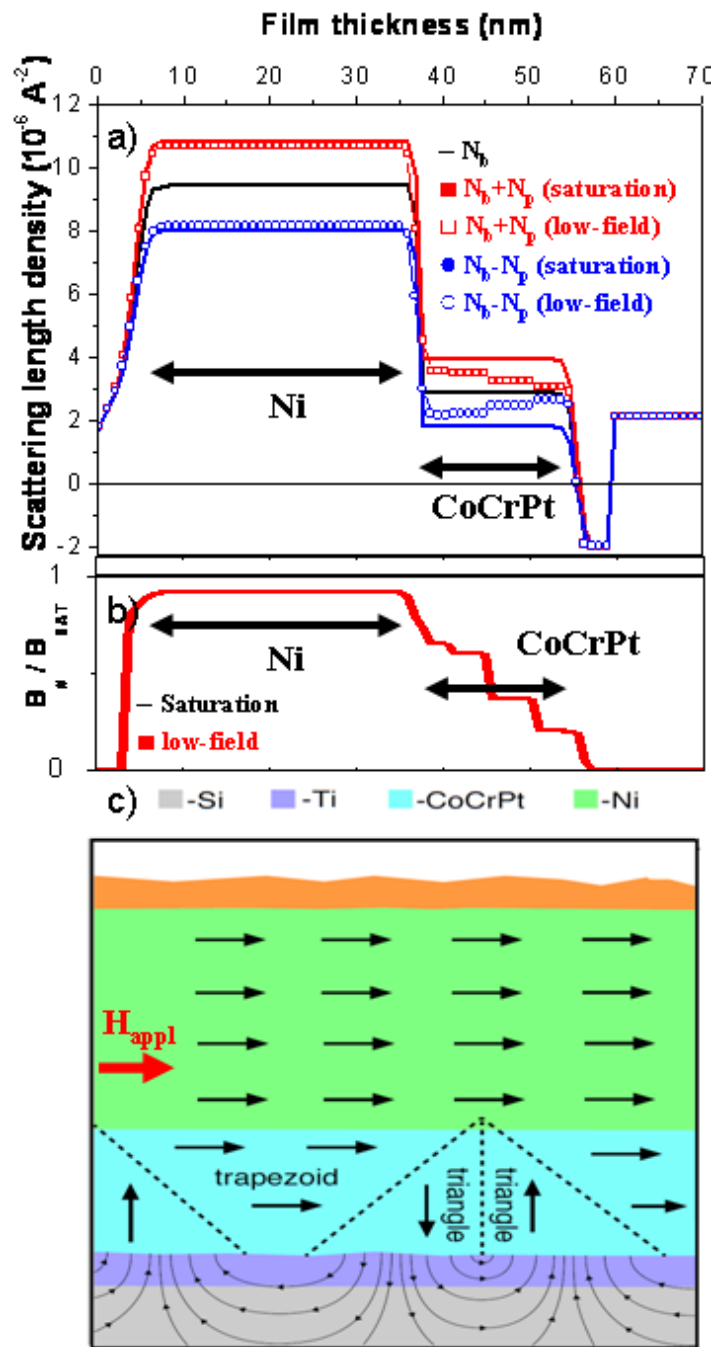 Film thickness (nm)
0 10 20 30 40 50 60 70
Scattering length density (10⁻⁶ A⁻²)
12
10
8
6
4
2
0
-2
a)
– N_b
■ N_b+N_p (saturation)
□ N_b+N_p (low-field)
● N_b-N_p (saturation)
○ N_b-N_p (low-field)
Ni
CoCrPt
1
0
b)
Ni
CoCrPt
– Saturation
■ low-field
c) -Si -Ti -CoCrPt -Ni
H_appl
trapezoid
triangle
triangle